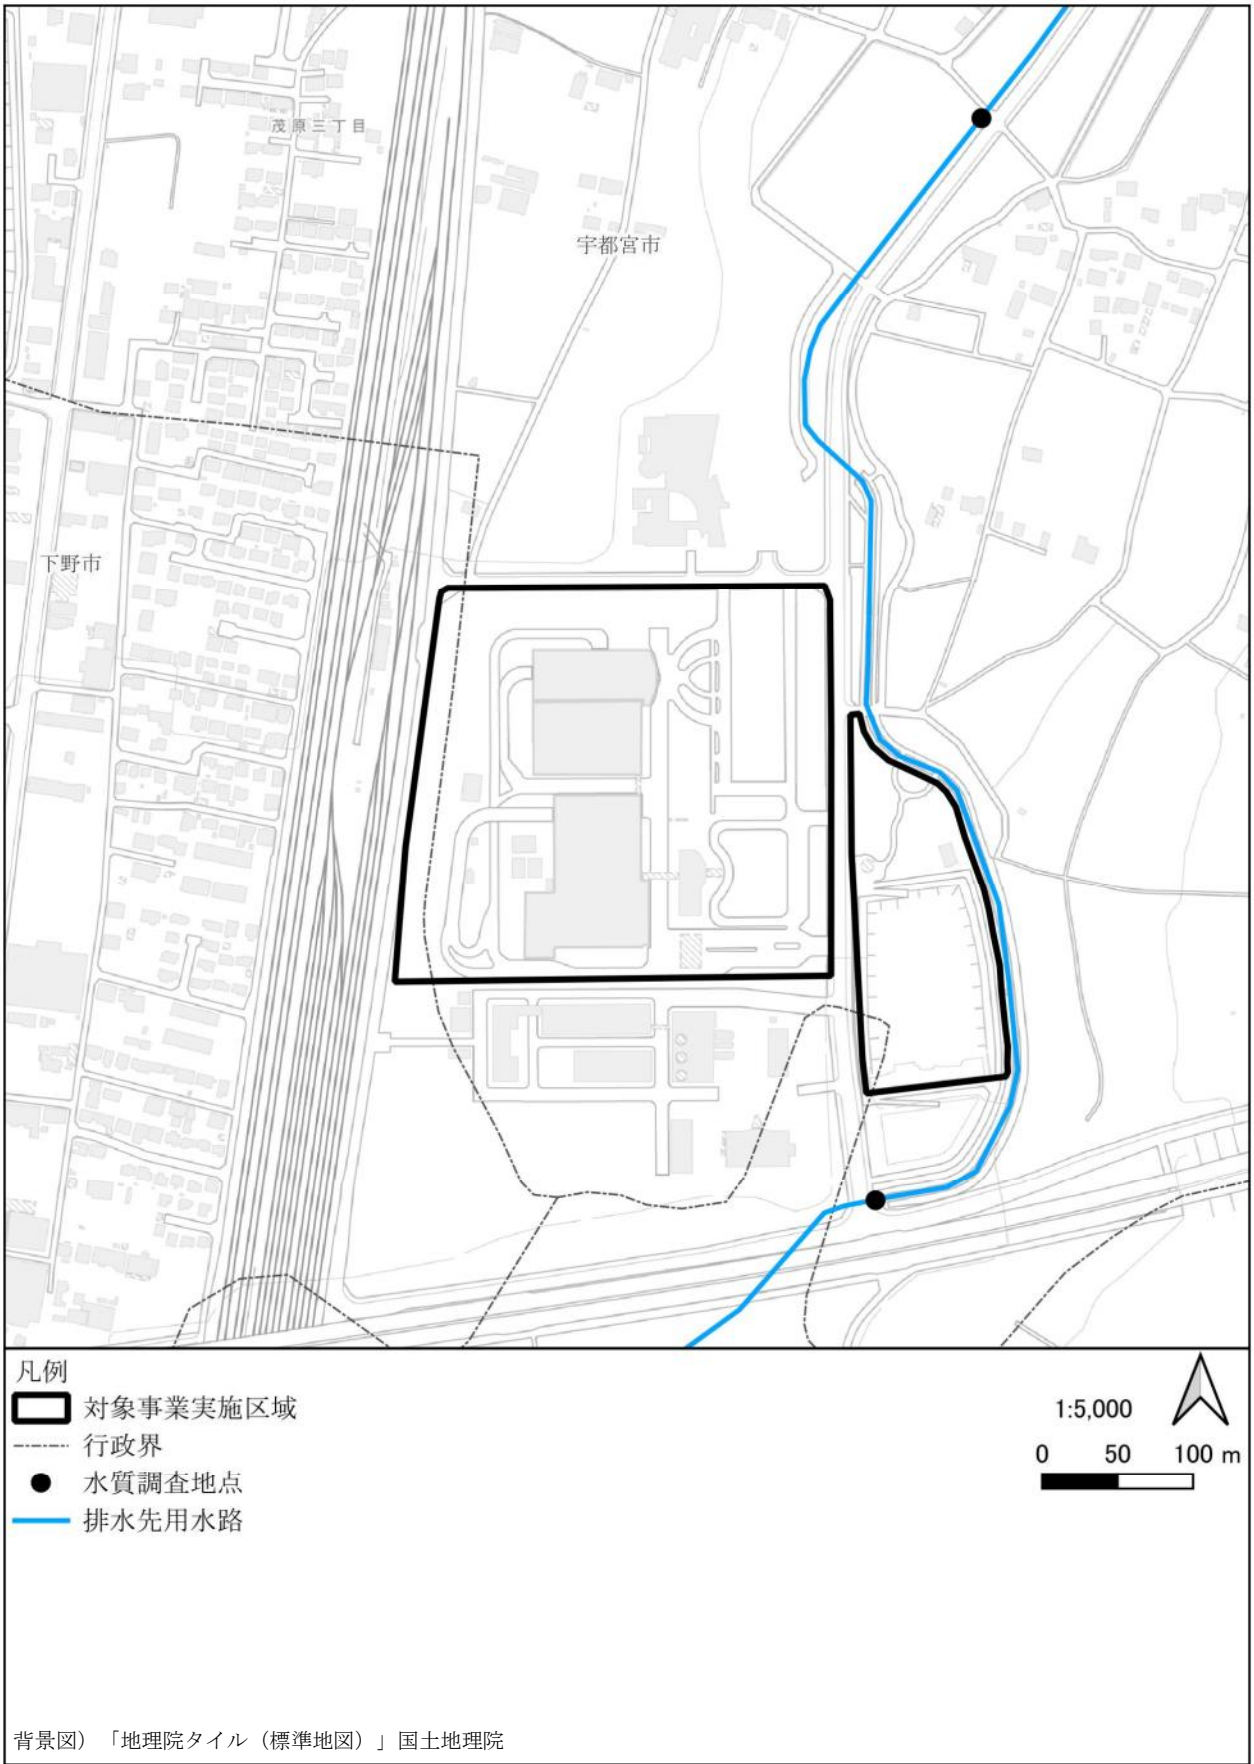 茂原三丁目
宇都宮市
下野市
凡例
対象事業実施区域
行政界
水質調査地点
排水先用水路
1:5,000
0 50 100 m
背景図）「地理院タイル（標準地図）」国土地理院